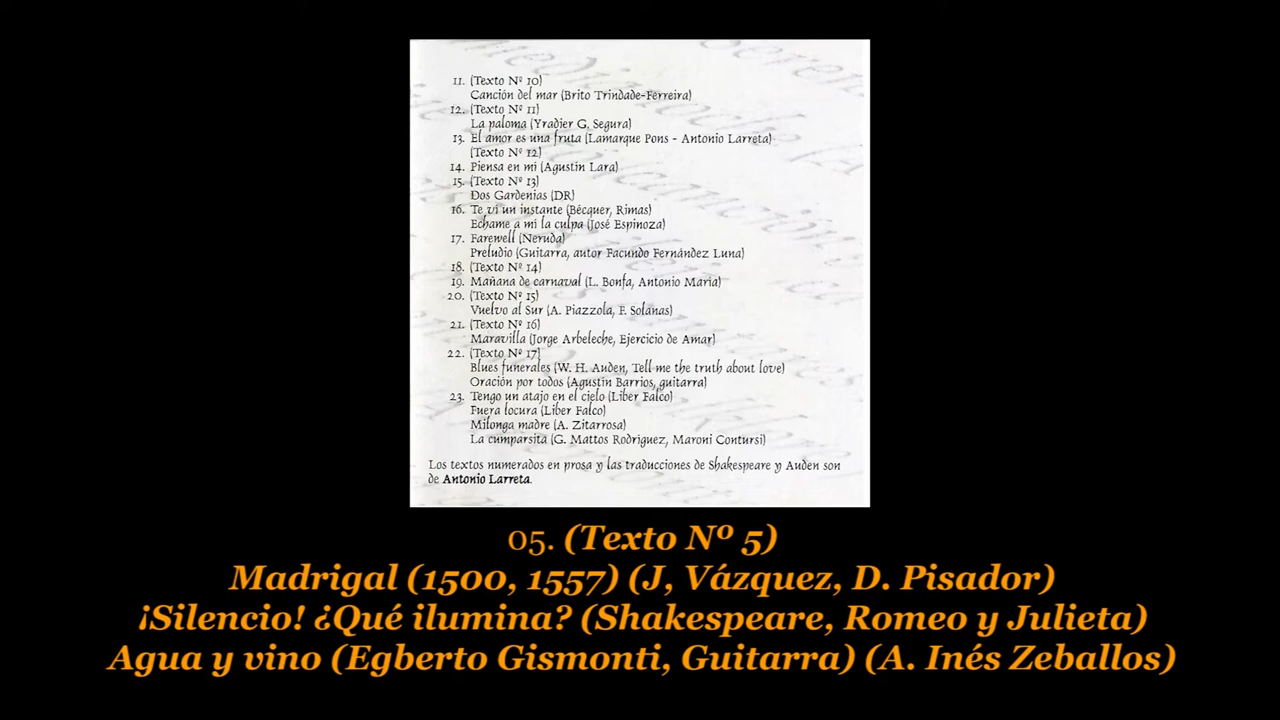 11. (Texto Nº 10)
Canción del mar (Brito Trindade-Ferreira)
12. (Texto Nº 11)
La paloma (Yradier G. Segura)
13. El amor es una fruta (Lamarque Pons - Antonio Larreta)
(Texto Nº 12)
14. Piensa en mi (Agustín Lara)
15. (Texto Nº 13)
Dos Gardenias (DR)
16. Te vi un instante (Bécquer, Rimas)
Echame a mi la culpa (José Espinoza)
17. Farewell (Neruda)
Preludio (Guitarra, autor Facundo Fernández Luna)
18. (Texto Nº 14)
19. Mañana de carnaval (L. Bonfa, Antonio María)
20. (Texto Nº 15)
Vuelvo al Sur (A. Piazzola, F. Solanas)
21. (Texto Nº 16)
Maravilla (Jorge Arbeleche, Ejercicio de Amar)
22. (Texto Nº 17)
Blues funerales (W. H. Auden, Tell me the truth about love)
Oración por todos (Agustín Barrios, guitarra)
23. Tengo un atajo en el cielo (Liber Falco)
Fuera locura (Liber Falco)
Milonga madre (A. Zitarrosa)
La cumparsita (G. Mattos Rodríguez, Maroni Contursi)
Los textos numerados en prosa y las traducciones de Shakespeare y Auden son
de Antonio Larreta.
05. (Texto Nº 5)
Madrigal (1500, 1557) (J, Vázquez, D. Pisador)
¡Silencio! ¿Qué ilumina? (Shakespeare, Romeo y Julieta)
Agua y vino (Egberto Gismonti, Guitarra) (A. Inés Zeballos)